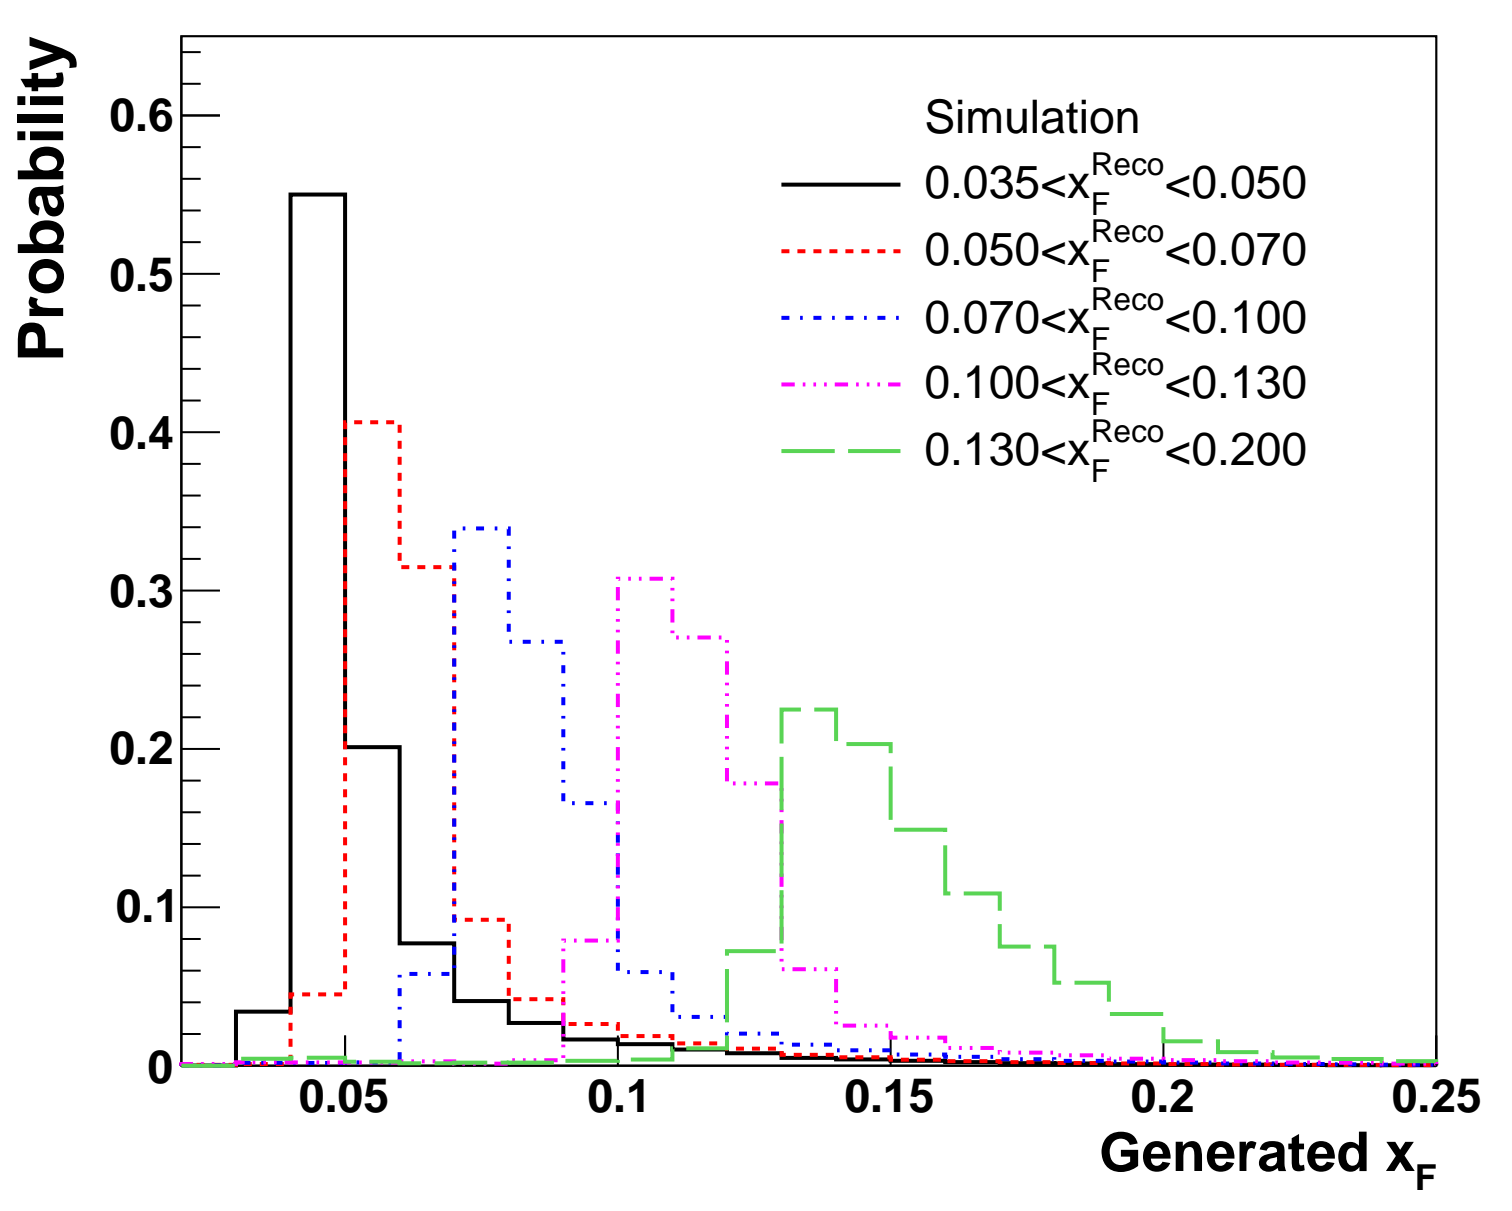 Probability
0.6
0.5
0.4
0.3
0.2
0.1
0
Simulation
0.035<x_F^Reco<0.050
0.050<x_F^Reco<0.070
0.070<x_F^Reco<0.100
0.100<x_F^Reco<0.130
0.130<x_F^Reco<0.200
0.05 0.1 0.15 0.2 0.25
Generated x_F